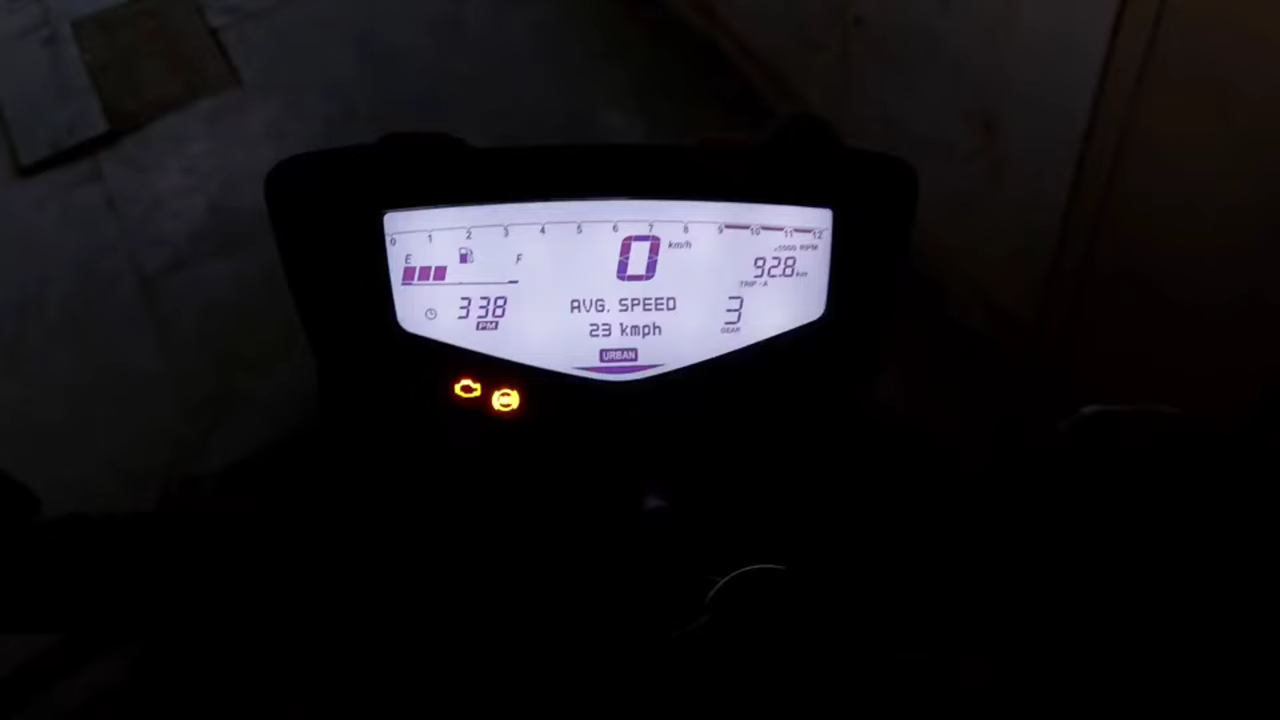 0 1 2 3 4 5 6 7 8 9 10 11 12
x1000 RPM
E F
0 km/h
92.8 km
TRIP-A
3:38
PM
AVG. SPEED
23 kmph
3
GEAR
URBAN